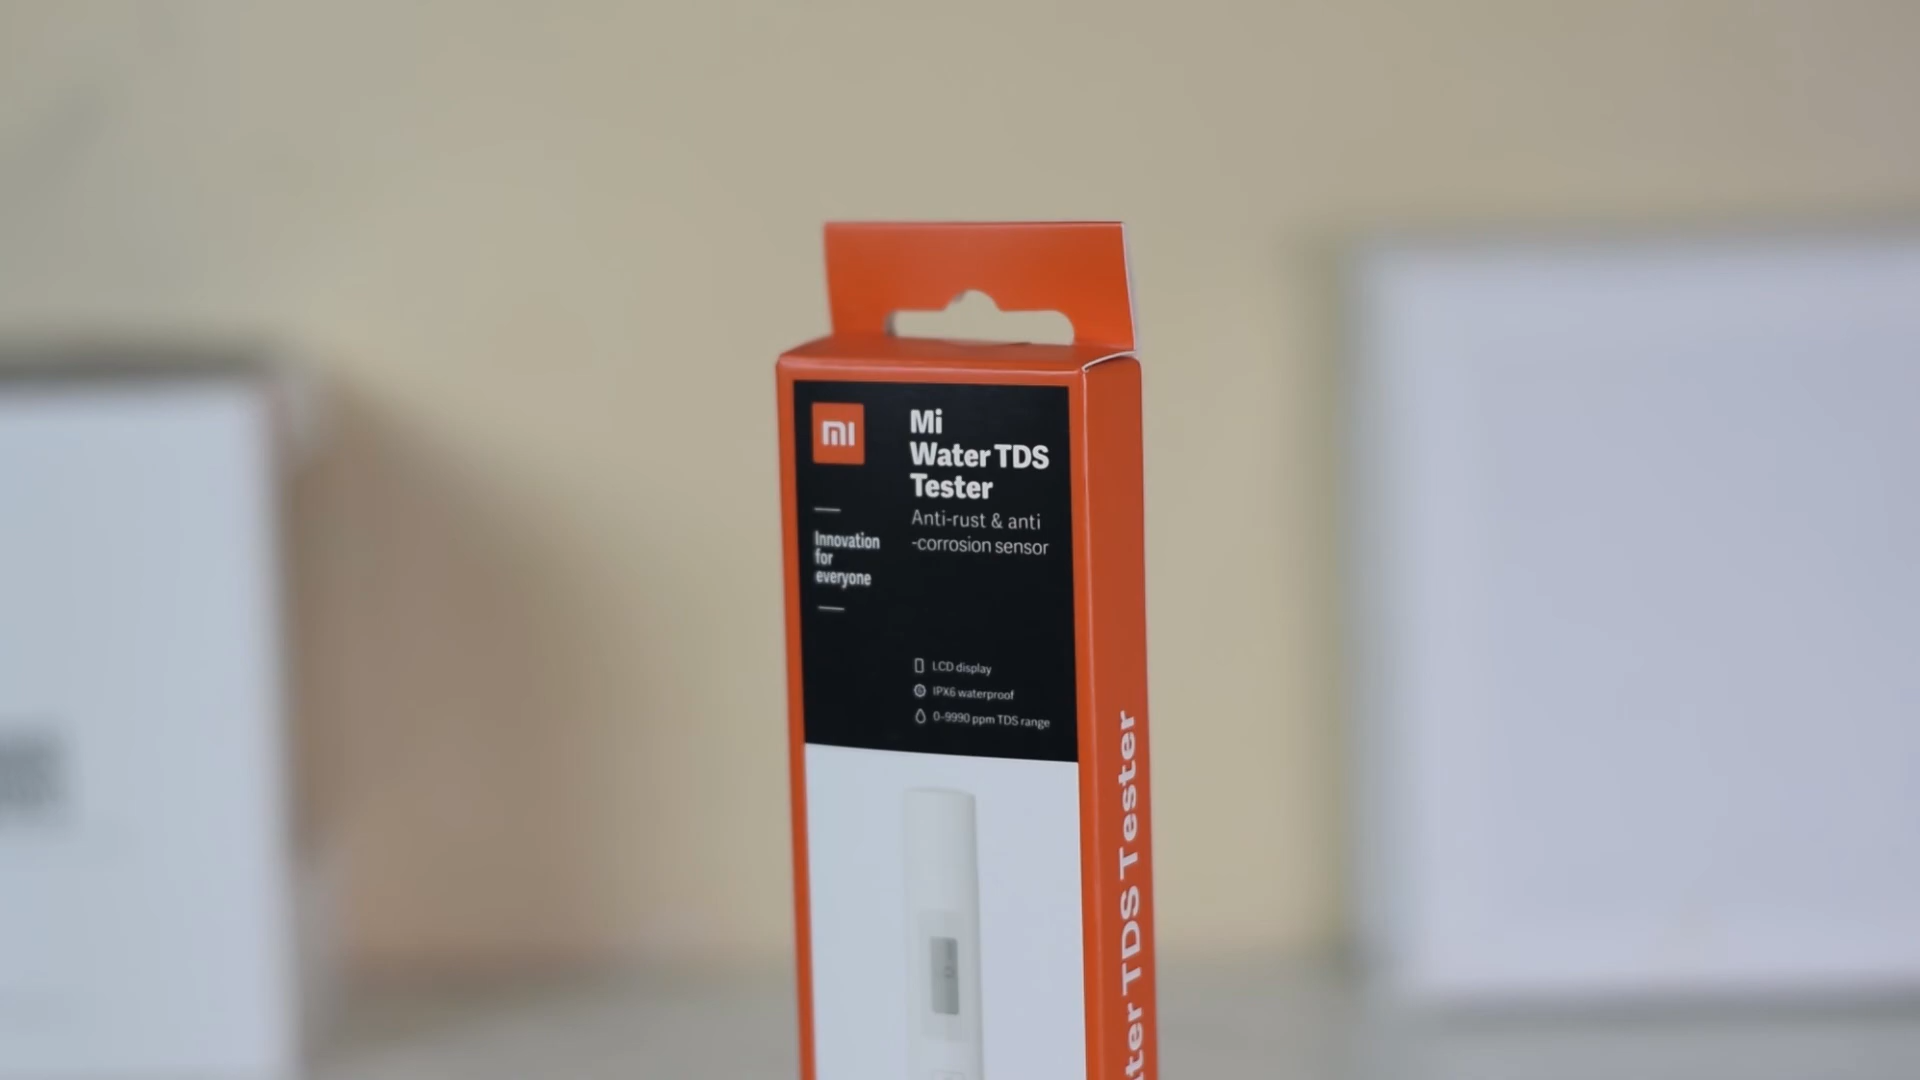 mi
Mi
Water TDS
Tester
Anti-rust & anti
-corrosion sensor
Innovation
for
everyone
LCD display
IPX6 waterproof
0-9990 ppm TDS range
ter TDS Tester